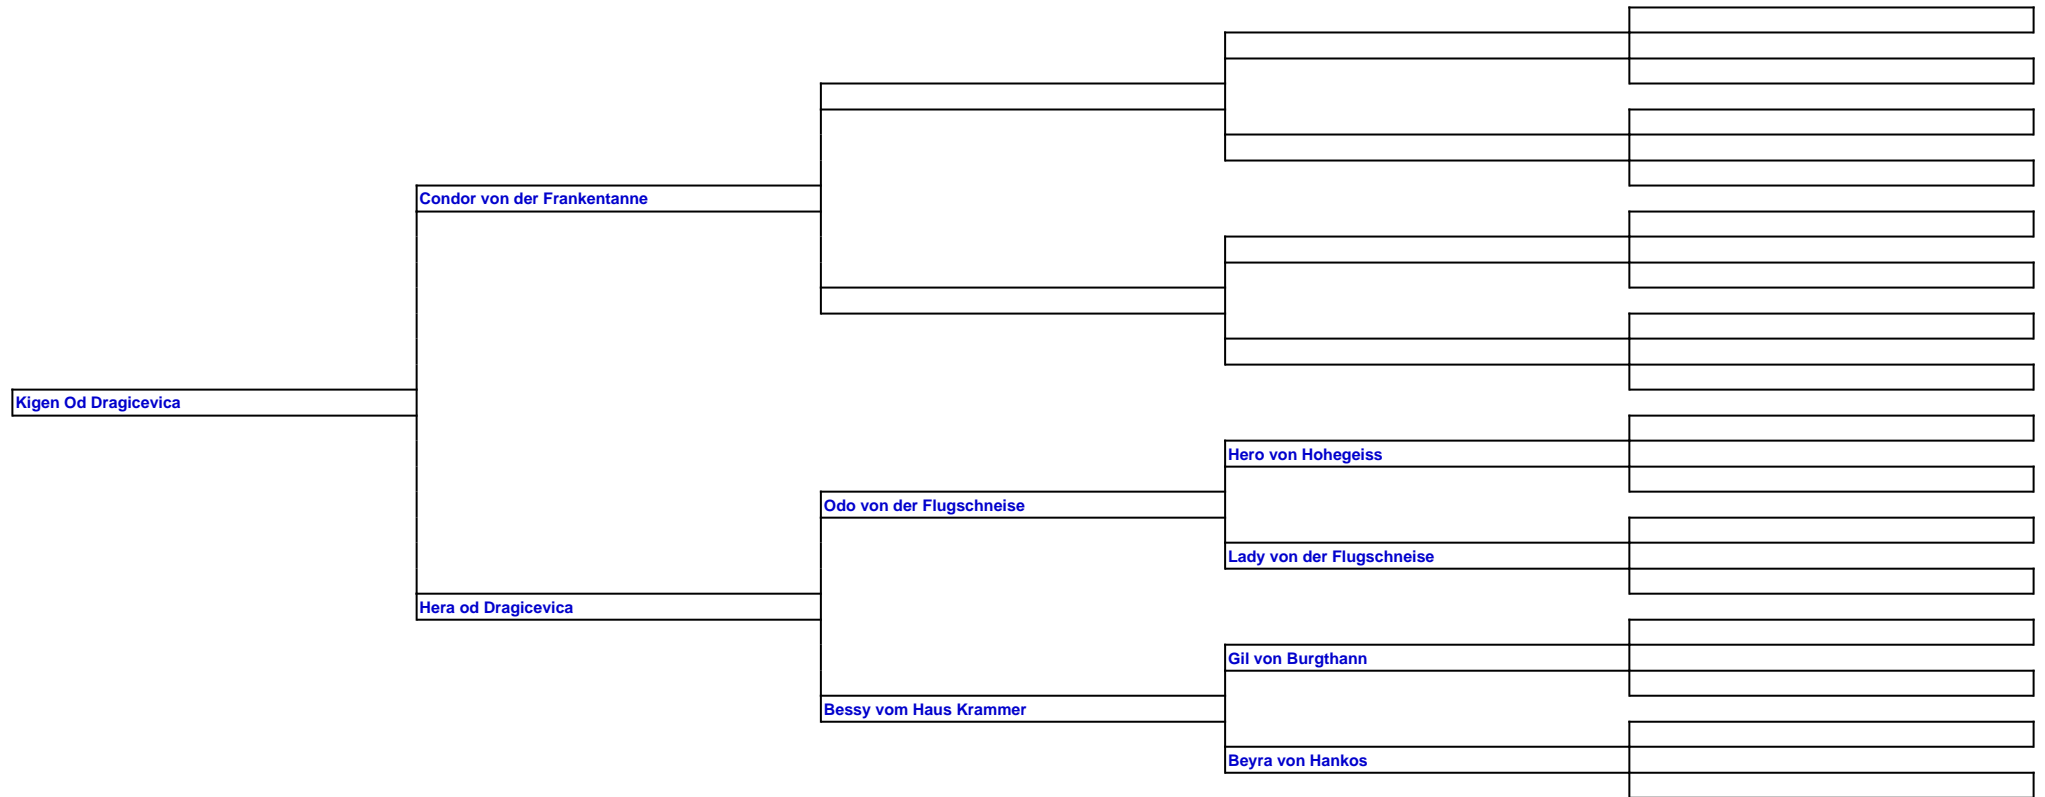 Condor von der Frankentanne
Kigen Od Dragicevica
Hero von Hohegeiss
Odo von der Flugschneise
Lady von der Flugschneise
Hera od Dragicevica
Gil von Burgthann
Bessy vom Haus Krammer
Beyra von Hankos